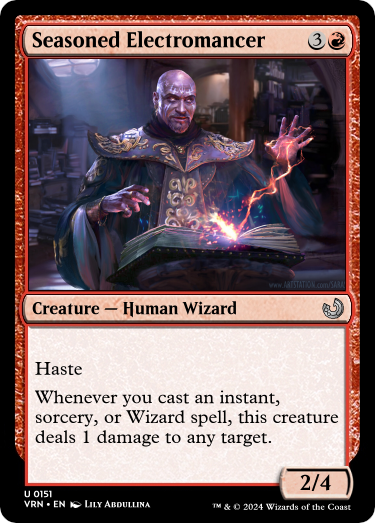 Seasoned Electromancer 3
Creature — Human Wizard
Haste
Whenever you cast an instant,
sorcery, or Wizard spell, this creature
deals 1 damage to any target.
2/4
U 0151
VRN • EN Lily Abdullina
™ & © 2024 Wizards of the Coast